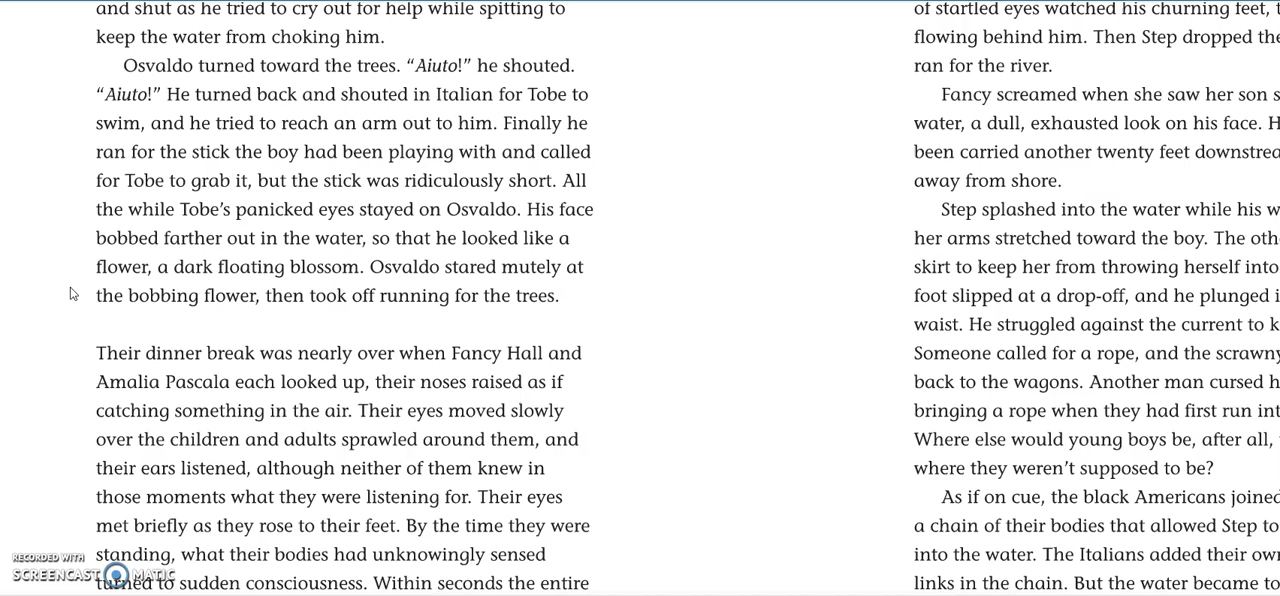 and shut as he tried to cry out for help while spitting to
keep the water from choking him.
Osvaldo turned toward the trees. “Aiuto!” he shouted.
“Aiuto!” He turned back and shouted in Italian for Tobe to
swim, and he tried to reach an arm out to him. Finally he
ran for the stick the boy had been playing with and called
for Tobe to grab it, but the stick was ridiculously short. All
the while Tobe’s panicked eyes stayed on Osvaldo. His face
bobbed farther out in the water, so that he looked like a
flower, a dark floating blossom. Osvaldo stared mutely at
the bobbing flower, then took off running for the trees.
Their dinner break was nearly over when Fancy Hall and
Amalia Pascala each looked up, their noses raised as if
catching something in the air. Their eyes moved slowly
over the children and adults sprawled around them, and
their ears listened, although neither of them knew in
those moments what they were listening for. Their eyes
met briefly as they rose to their feet. By the time they were
standing, what their bodies had unknowingly sensed
turned to sudden consciousness. Within seconds the entire
of startled eyes watched his churning feet,
flowing behind him. Then Step dropped the
ran for the river.
Fancy screamed when she saw her son
water, a dull, exhausted look on his face.
been carried another twenty feet
away from shore.
Step splashed into the water while his
her arms stretched toward the boy. The
skirt to keep her from throwing herself into
foot slipped at a drop-off, and he plunged
waist. He struggled against the current to
Someone called for a rope, and the scrawny
back to the wagons. Another man cursed
bringing a rope when they had first run
Where else would young boys be, after all,
where they weren’t supposed to be?
As if on cue, the black Americans joined
a chain of their bodies that allowed Step to
into the water. The Italians added their
links in the chain. But the water became
RECORDED WITH
SCREENCAST MATIC